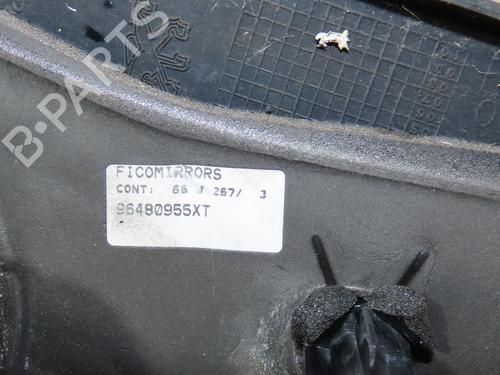 FICOMIRRORS
CONT: 66 J 267/ 3
96480955XT
B-PARTS